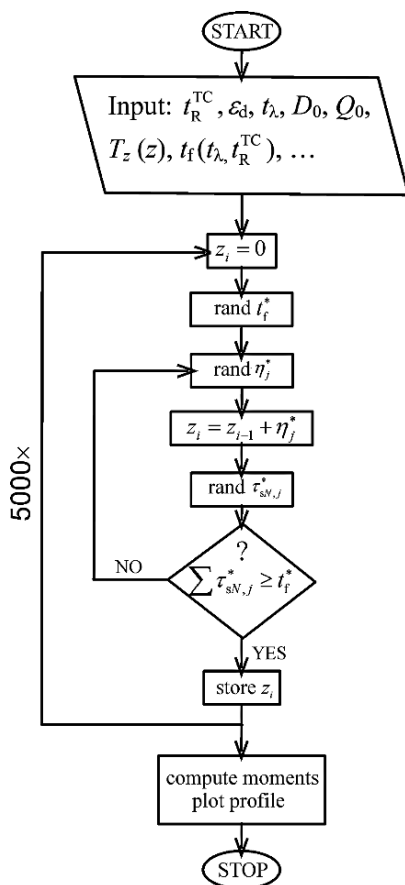 START
Input: t_R^TC, ε_d, t_λ, D_0, Q_0,
T_z (z), t_f(t_λ, t_R^TC), …
z_i = 0
rand t_f^*
rand η_j^*
z_i = z_{i−1} + η_j^*
rand τ_{sN,j}^*
?
∑ τ_{sN,j}^* ≥ t_f^*
NO
YES
store z_i
5000×
compute moments
plot profile
STOP